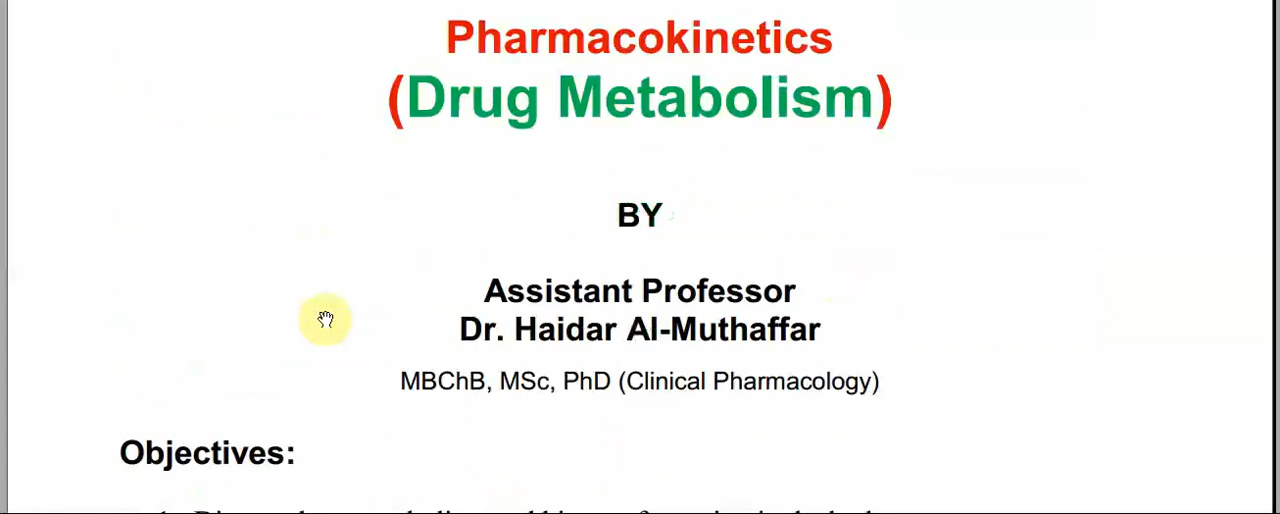 Pharmacokinetics
(Drug Metabolism)
BY
Assistant Professor
Dr. Haidar Al-Muthaffar
MBChB, MSc, PhD (Clinical Pharmacology)
Objectives: